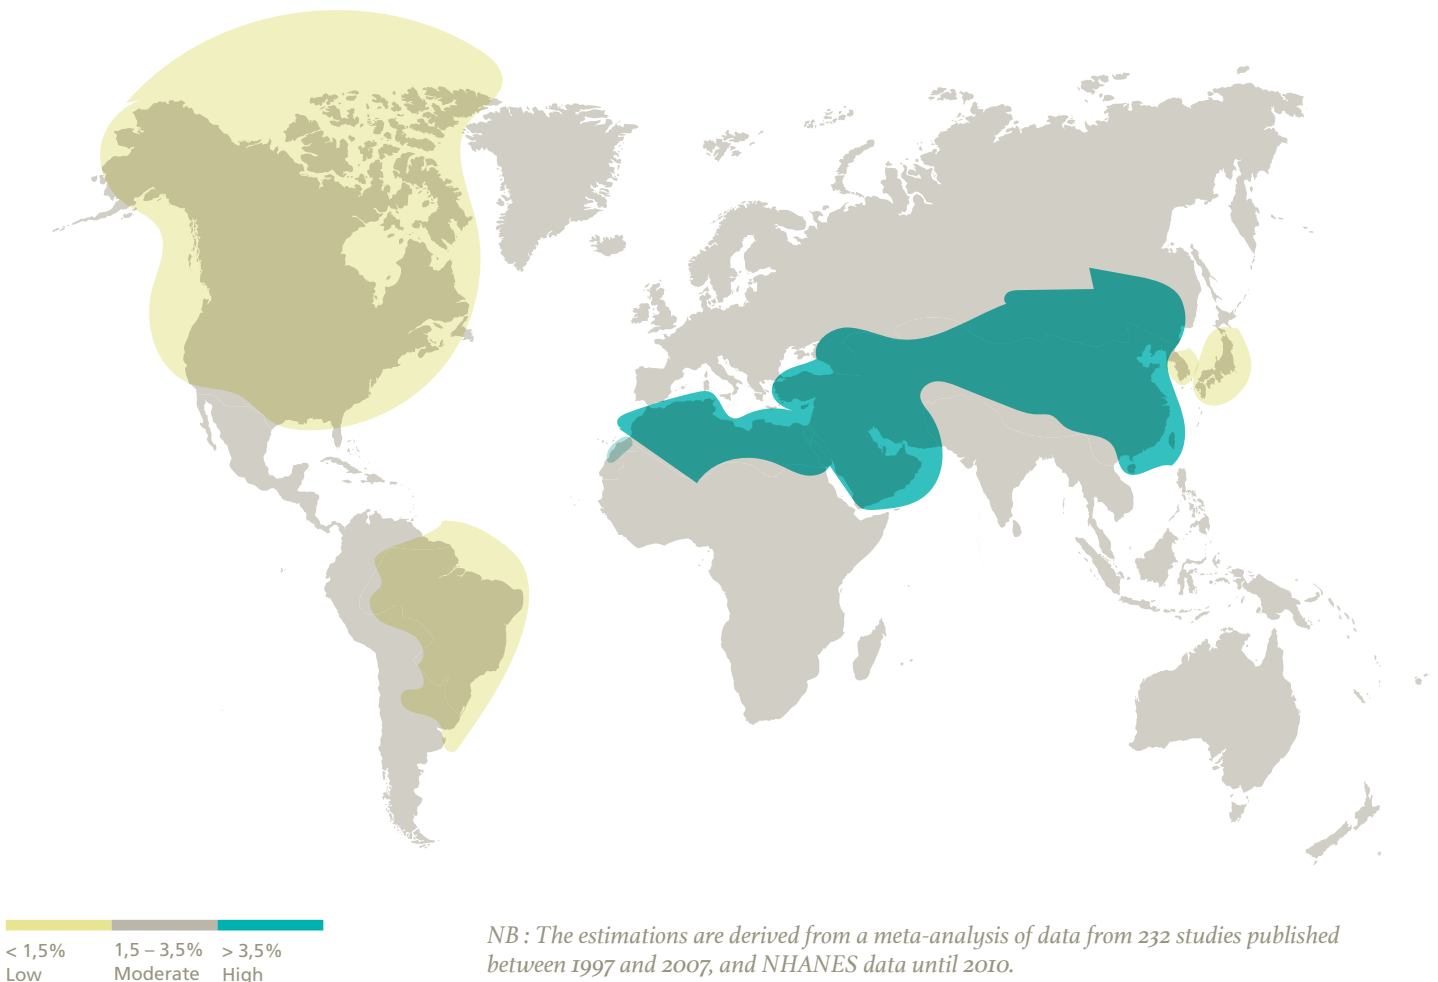 < 1,5%
Low
1,5 – 3,5%
Moderate
> 3,5%
High
NB : The estimations are derived from a meta-analysis of data from 232 studies published
between 1997 and 2007, and NHANES data until 2010.